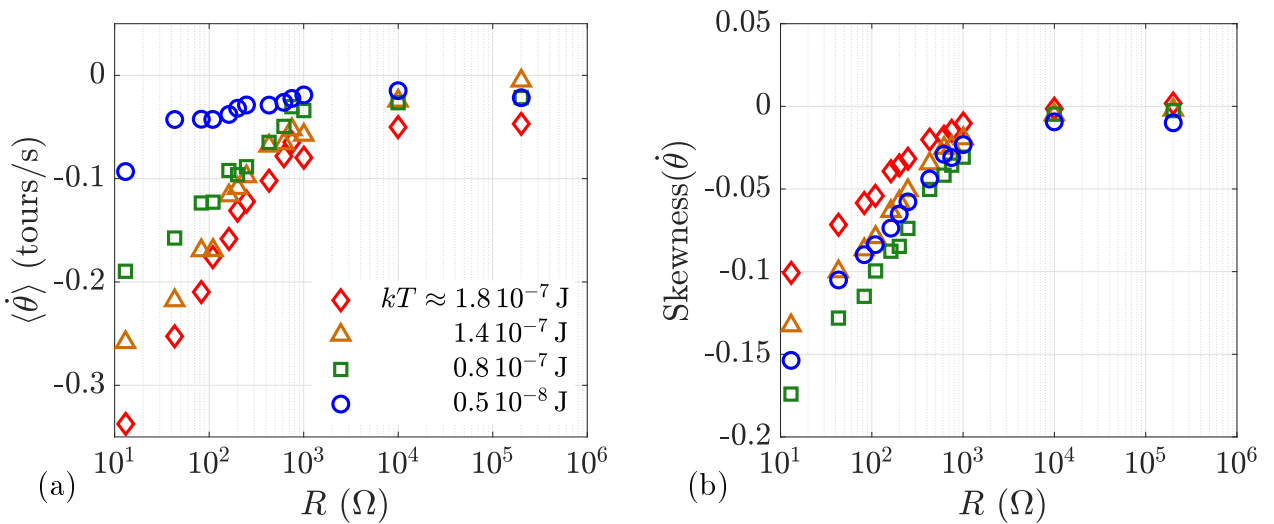 0
-0.1
-0.2
-0.3
⟨θ̇⟩ (tours/s)
kT ≈ 1.8 10⁻⁷ J
1.4 10⁻⁷ J
0.8 10⁻⁷ J
0.5 10⁻⁸ J
10¹ 10² 10³ 10⁴ 10⁵ 10⁶
R (Ω)
(a)
0.05
0
-0.05
-0.1
-0.15
-0.2
Skewness(θ̇)
10¹ 10² 10³ 10⁴ 10⁵ 10⁶
R (Ω)
(b)